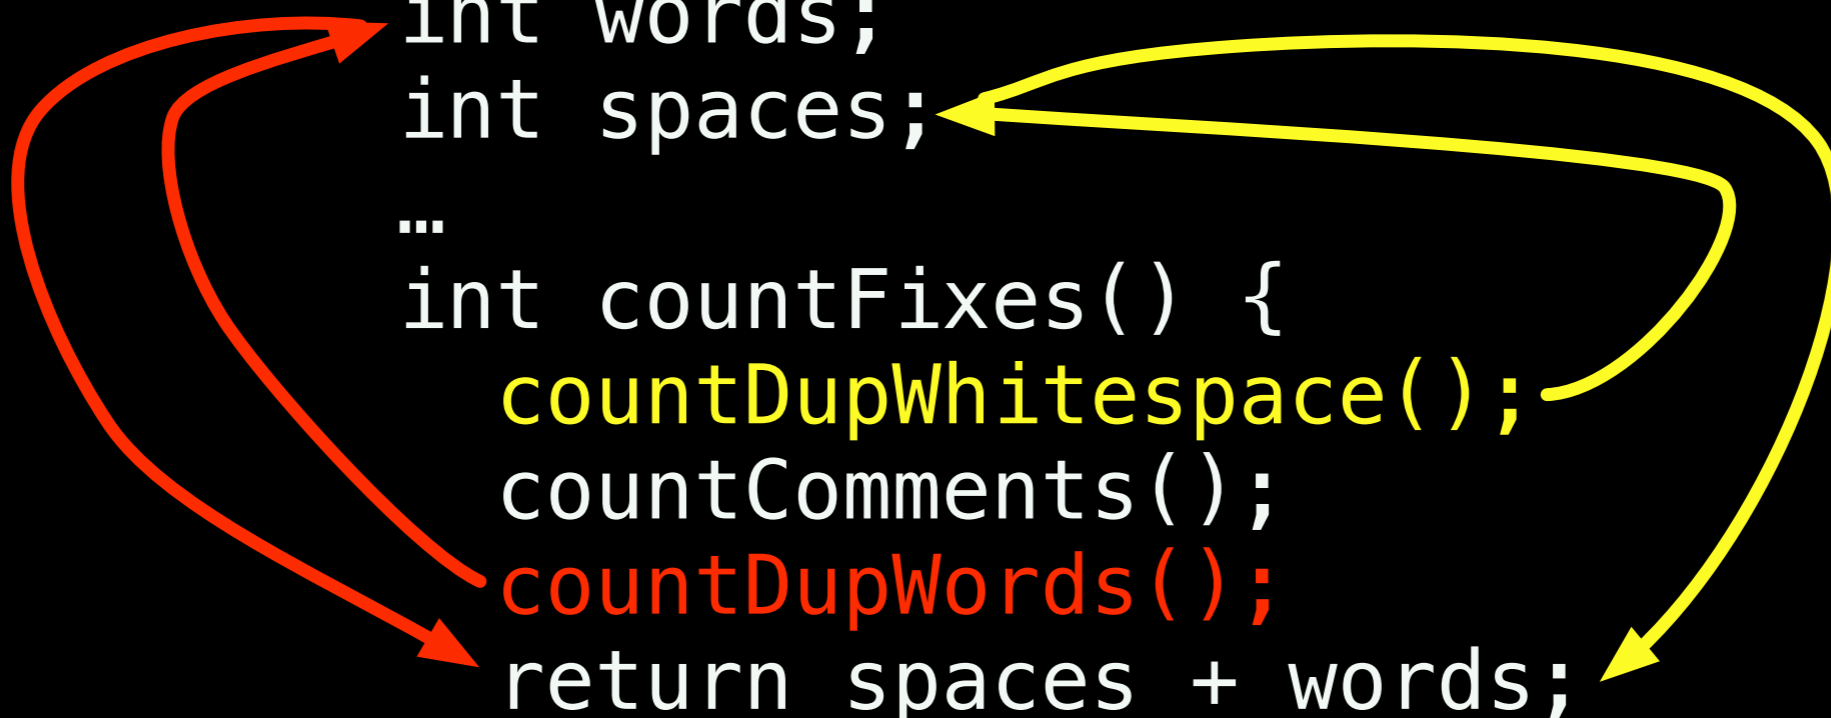 int words;
int spaces;
…
int countFixes() {
countDupWhitespace();
countComments();
countDupWords();
return spaces + words;